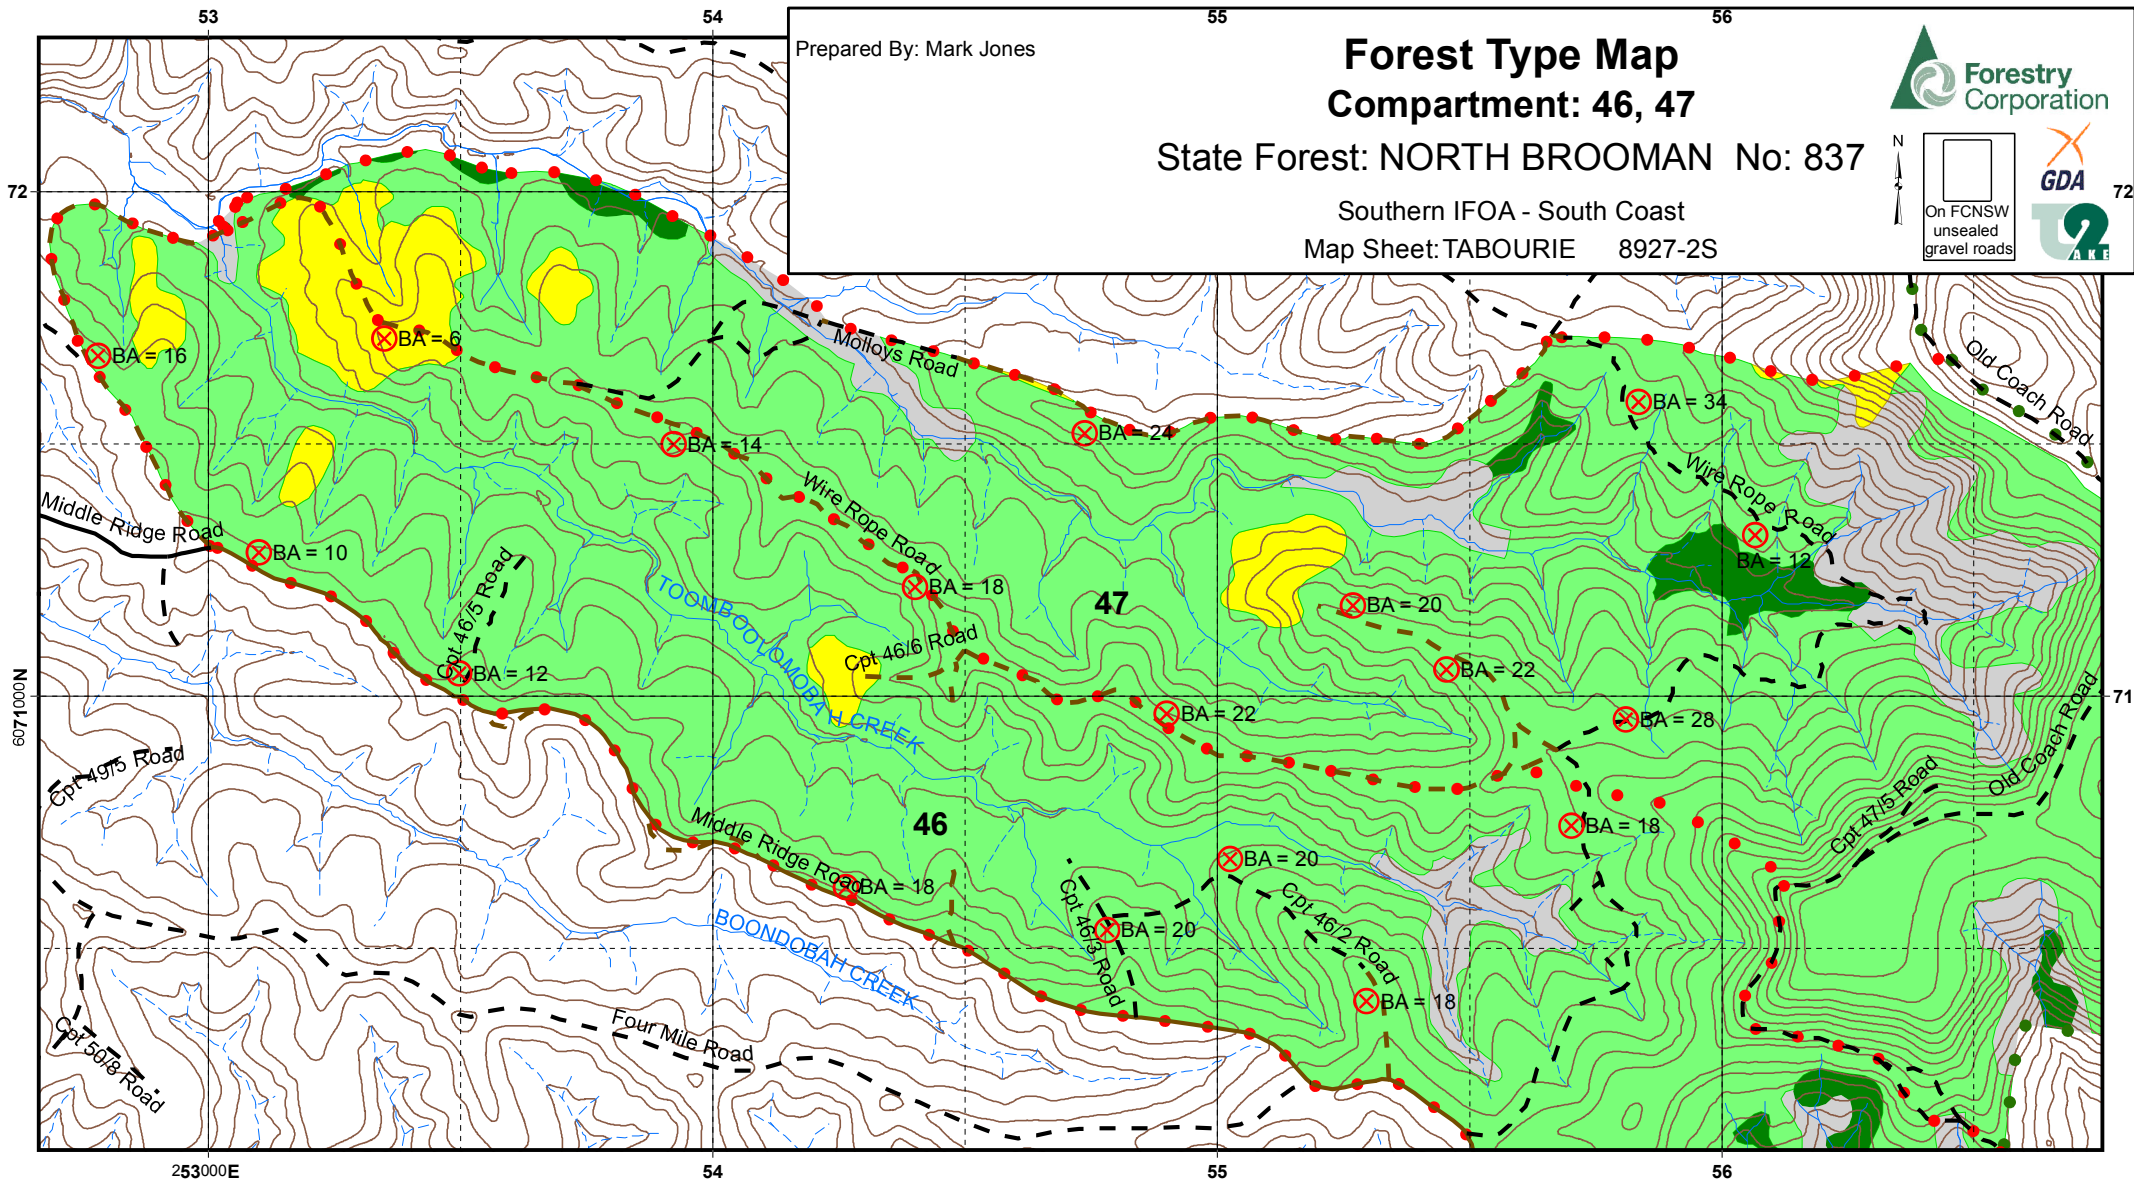 53
54
55
56
Prepared By: Mark Jones
Forest Type Map
Compartment: 46, 47
State Forest: NORTH BROOMAN No: 837
Southern IFOA - South Coast
Map Sheet: TABOURIE 8927-2S
Forestry
Corporation
N
On FCNSW
unsealed
gravel roads
GDA
T2
AKE
72
72
BA = 16
BA = 6
Molloys Road
Old Coach Road
BA = 34
BA = 24
BA = 14
Wire Rope Road
Wire Rope Road
Middle Ridge Road
BA = 10
BA = 12
Cpt 46/5 Road
BA = 18
TOOMBOOLOMOBAH CREEK
47
BA = 20
Cpt 46/6 Road
BA = 12
BA = 22
6071000N
71
BA = 22
BA = 28
Cpt 49/5 Road
Old Coach Road
Cpt 47/5 Road
46
Middle Ridge Road
BA = 18
BA = 20
BA = 18
Cpt 46/3 Road
BA = 20
Cpt 46/2 Road
BOONDOBAH CREEK
BA = 18
Four Mile Road
Cpt 50/8 Road
253000E
54
55
56